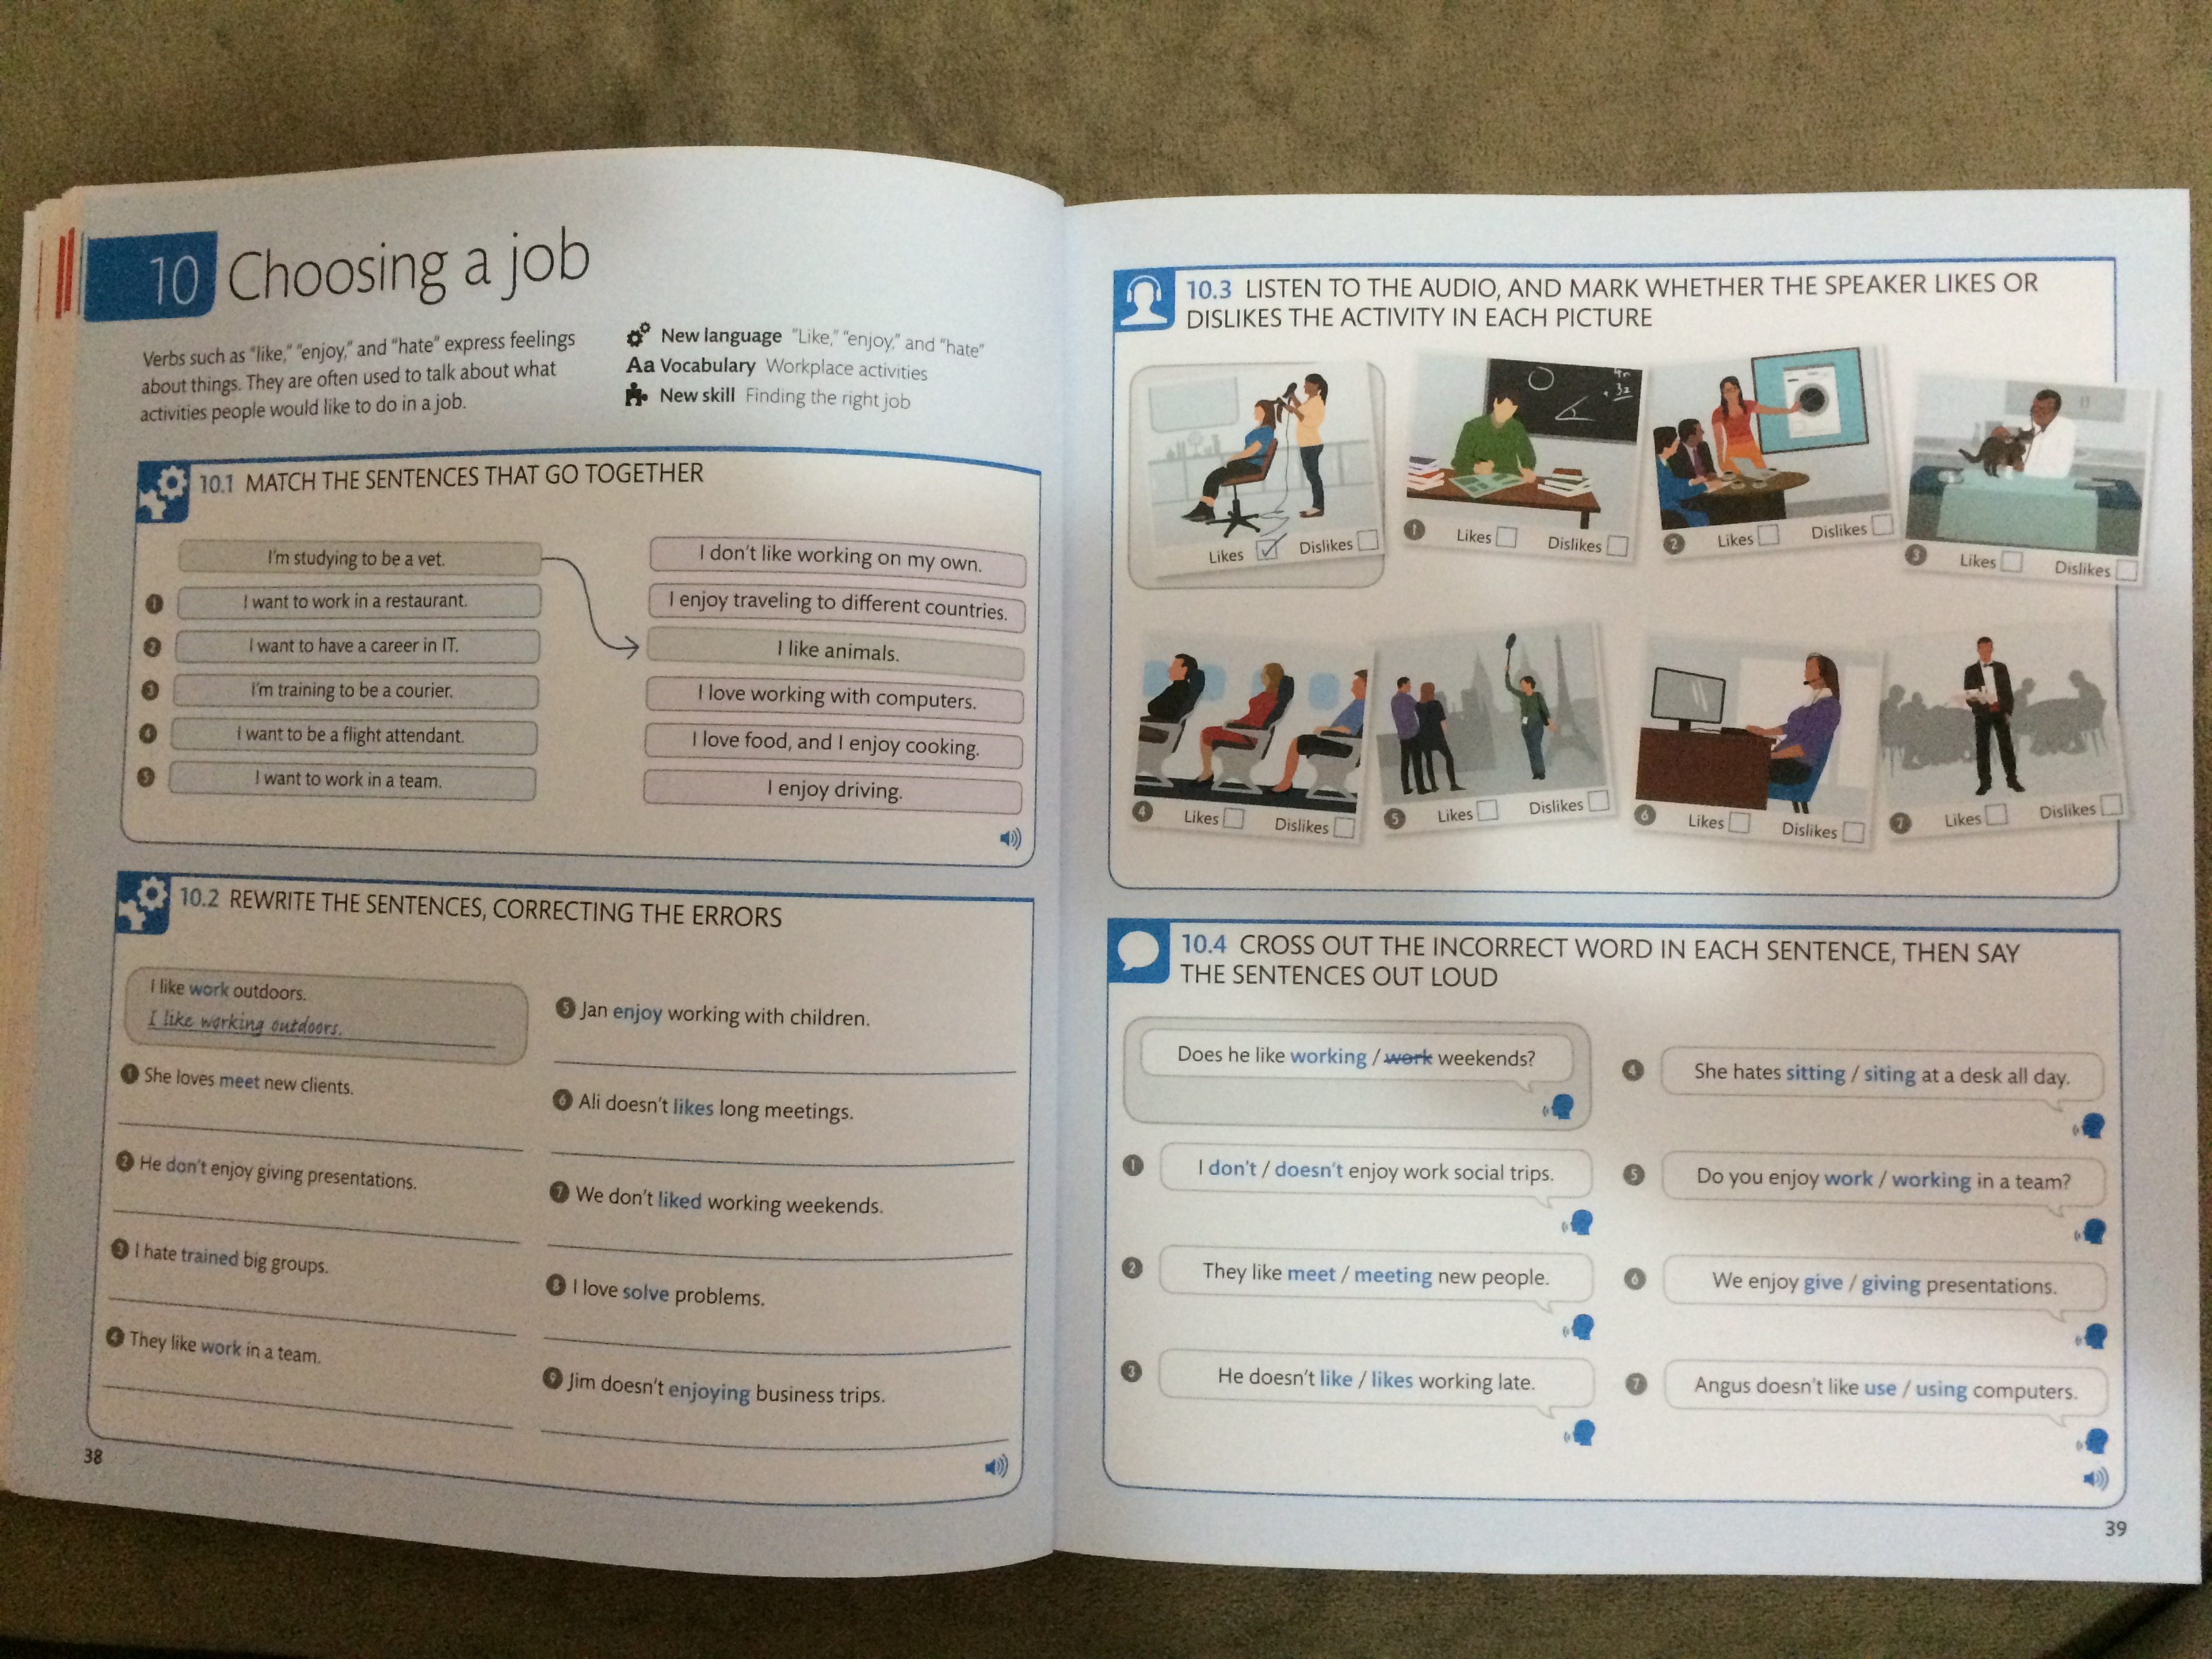 10 Choosing a job
Verbs such as "like," "enjoy," and "hate" express feelings
about things. They are often used to talk about what
activities people would like to do in a job.
New language "Like," "enjoy," and "hate"
Aa Vocabulary Workplace activities
New skill Finding the right job
10.1 MATCH THE SENTENCES THAT GO TOGETHER
I'm studying to be a vet.
1 I want to work in a restaurant.
2 I want to have a career in IT.
3 I'm training to be a courier.
4 I want to be a flight attendant.
5 I want to work in a team.
I don't like working on my own.
I enjoy traveling to different countries.
I like animals.
I love working with computers.
I love food, and I enjoy cooking.
I enjoy driving.
10.2 REWRITE THE SENTENCES, CORRECTING THE ERRORS
I like work outdoors.
I like working outdoors.
1 She loves meet new clients.
2 He don't enjoy giving presentations.
3 I hate trained big groups.
4 They like work in a team.
5 Jan enjoy working with children.
6 Ali doesn't likes long meetings.
7 We don't liked working weekends.
8 I love solve problems.
9 Jim doesn't enjoying business trips.
38
10.3 LISTEN TO THE AUDIO, AND MARK WHETHER THE SPEAKER LIKES OR
DISLIKES THE ACTIVITY IN EACH PICTURE
Likes Dislikes
1 Likes Dislikes
2 Likes Dislikes
3 Likes Dislikes
4 Likes Dislikes
5 Likes Dislikes
6 Likes Dislikes
7 Likes Dislikes
10.4 CROSS OUT THE INCORRECT WORD IN EACH SENTENCE, THEN SAY
THE SENTENCES OUT LOUD
Does he like working / work weekends?
1 I don't / doesn't enjoy work social trips.
2 They like meet / meeting new people.
3 He doesn't like / likes working late.
4 She hates sitting / siting at a desk all day.
5 Do you enjoy work / working in a team?
6 We enjoy give / giving presentations.
7 Angus doesn't like use / using computers.
39